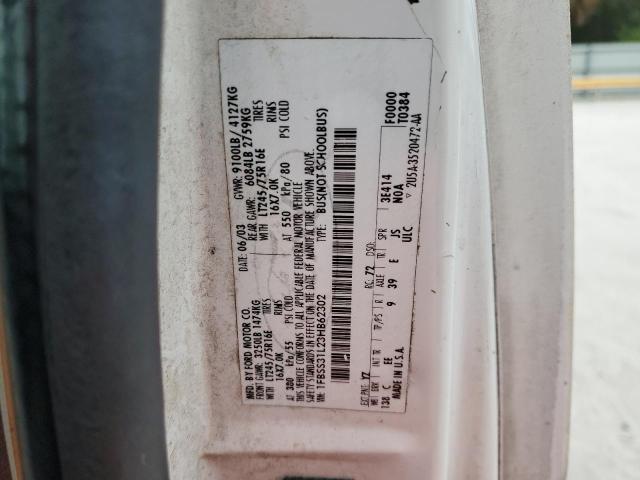 MFD. BY FORD MOTOR CO.
DATE: 06/03 GVWR: 9100LB/ 4127KG
FRONT GAWR: 3250LB 1474KG REAR GAWR: 6084LB 2759KG
WITH LT245/75R16E TIRES WITH LT245/75R16E TIRES
16X7.0K RIMS 16X7.0K RIMS
AT 380 kPa/55 PSI COLD AT 550 kPa/80 PSI COLD
THIS VEHICLE CONFORMS TO ALL APPLICABLE FEDERAL MOTOR VEHICLE
SAFETY STANDARDS IN EFFECT ON THE DATE OF MANUFACTURE SHOWN ABOVE.
VIN: 1FBSS31L23HB62302 TYPE: BUS(NOT SCHOOLBUS)
EXT PNT: YZ RC: 72 DSO: F0000
INT TR TP/PS R AXLE TR SPR T0384
138 C EE 9 39 E JS 3E414
MADE IN U.S.A. ULC NOA
2U5A-3520472-AA